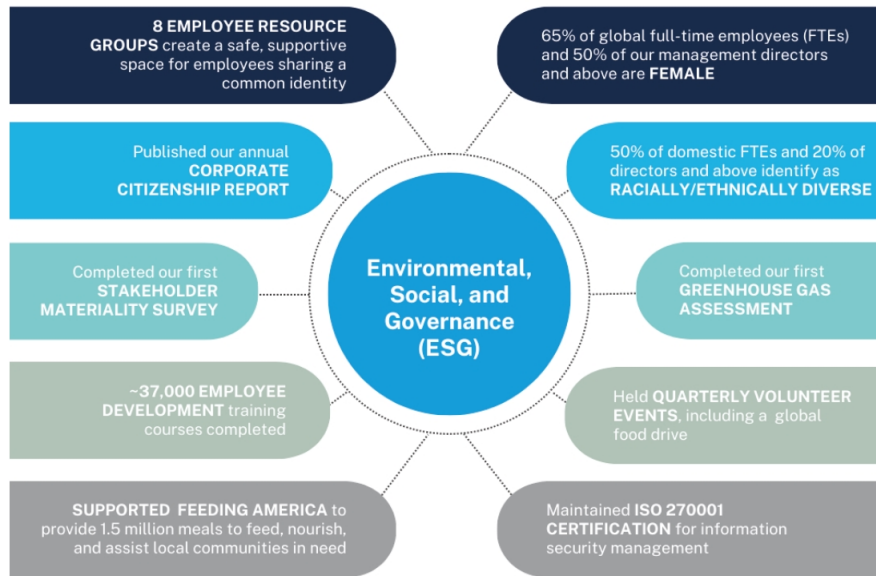 8 EMPLOYEE RESOURCE
GROUPS create a safe, supportive
space for employees sharing a
common identity
65% of global full-time employees (FTEs)
and 50% of our management directors
and above are FEMALE
Published our annual
CORPORATE
CITIZENSHIP REPORT
50% of domestic FTEs and 20% of
directors and above identify as
RACIALLY/ETHNICALLY DIVERSE
Environmental,
Social, and
Governance
(ESG)
Completed our first
STAKEHOLDER
MATERIALITY SURVEY
Completed our first
GREENHOUSE GAS
ASSESSMENT
~37,000 EMPLOYEE
DEVELOPMENT training
courses completed
Held QUARTERLY VOLUNTEER
EVENTS, including a global
food drive
SUPPORTED FEEDING AMERICA to
provide 1.5 million meals to feed, nourish,
and assist local communities in need
Maintained ISO 270001
CERTIFICATION for information
security management